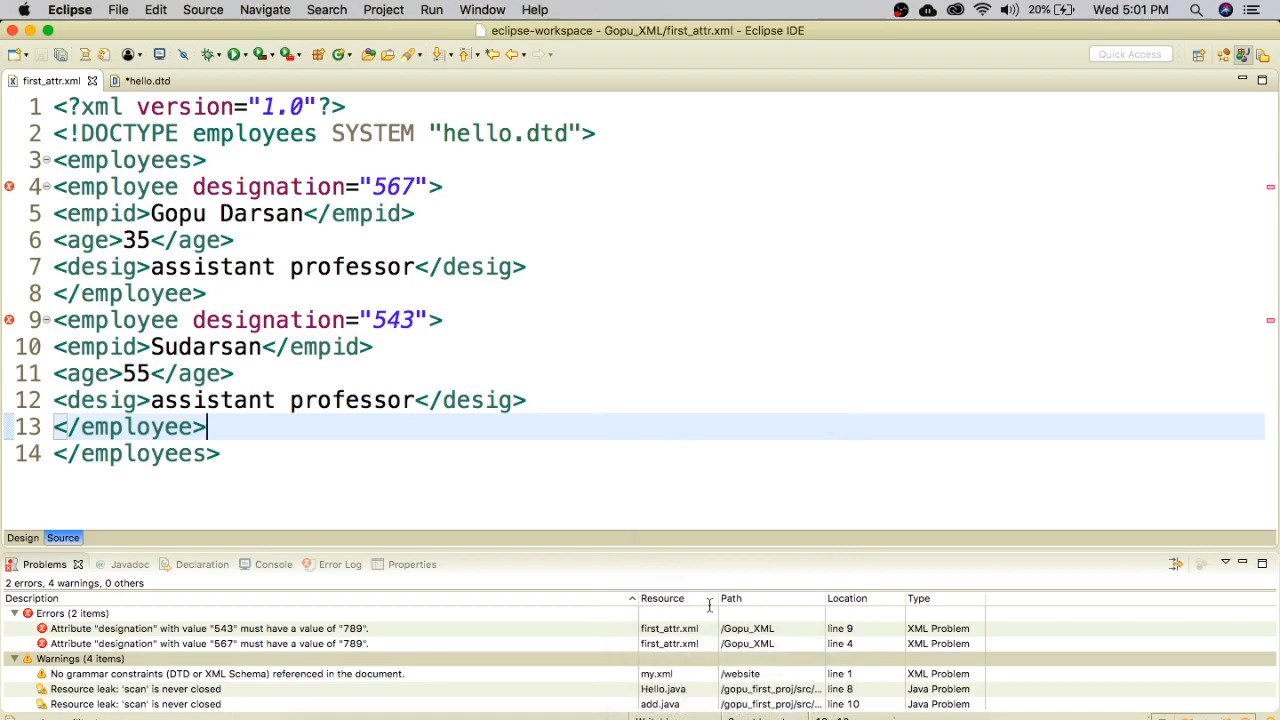 Eclipse File Edit Source Navigate Search Project Run Window Help 20% Wed 5:01 PM
eclipse-workspace - Gopu_XML/first_attr.xml - Eclipse IDE
Quick Access
first_attr.xml *hello.dtd
1 <?xml version="1.0"?>
2 <!DOCTYPE employees SYSTEM "hello.dtd">
3 <employees>
4 <employee designation="567">
5 <empid>Gopu Darsan</empid>
6 <age>35</age>
7 <desig>assistant professor</desig>
8 </employee>
9 <employee designation="543">
10 <empid>Sudarsan</empid>
11 <age>55</age>
12 <desig>assistant professor</desig>
13 </employee>
14 </employees>
Design Source
Problems Javadoc Declaration Console Error Log Properties
2 errors, 4 warnings, 0 others
Description Resource Path Location Type
Errors (2 items)
Attribute "designation" with value "543" must have a value of "789". first_attr.xml /Gopu_XML line 9 XML Problem
Attribute "designation" with value "567" must have a value of "789". first_attr.xml /Gopu_XML line 4 XML Problem
Warnings (4 items)
No grammar constraints (DTD or XML Schema) referenced in the document. my.xml /website line 1 XML Problem
Resource leak: 'scan' is never closed Hello.java /gopu_first_proj/src/... line 8 Java Problem
Resource leak: 'scan' is never closed add.java /gopu_first_proj/src/... line 10 Java Problem